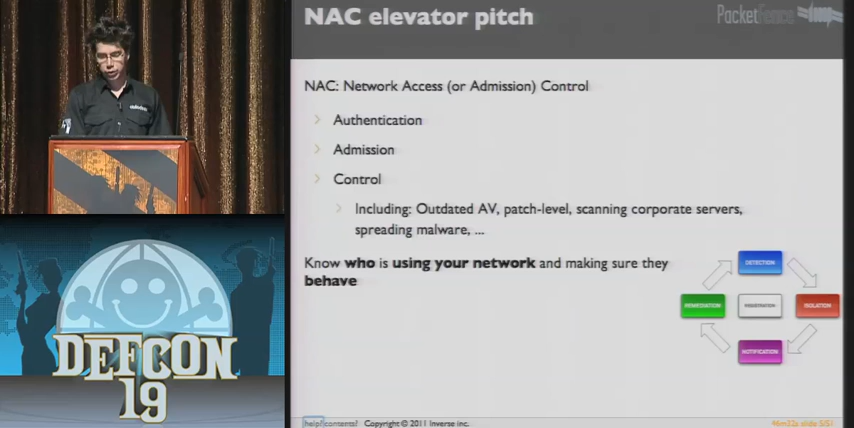 NAC elevator pitch
PacketFence
NAC: Network Access (or Admission) Control
Authentication
Admission
Control
Including: Outdated AV, patch-level, scanning corporate servers,
spreading malware, ...
Know who is using your network and making sure they
behave
DETECTION
REMEDIATION
ISOLATION
NOTIFICATION
DEFCON
19
help? contents?
Copyright © 2011 Inverse inc.